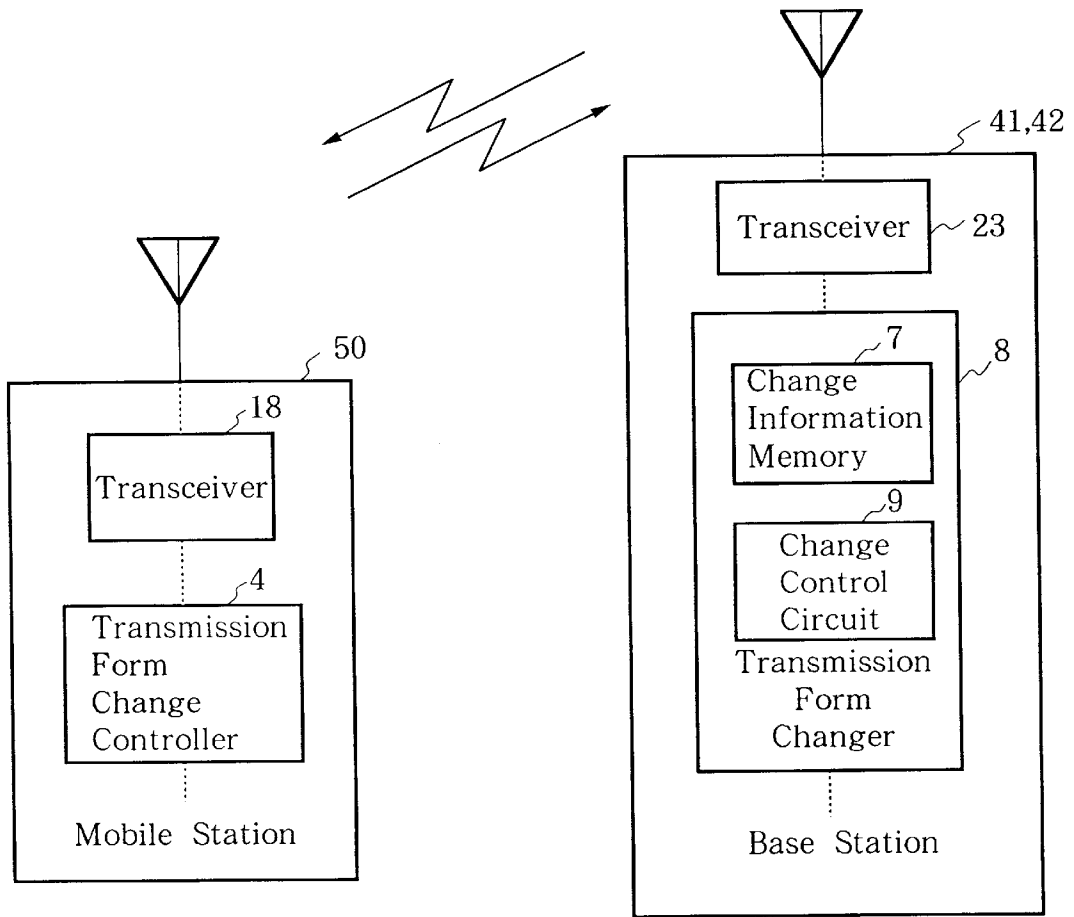 41,42
Transceiver
23
50
7
8
18
Change
Information
Memory
Transceiver
9
4
Change
Control
Circuit
Transmission
Form
Change
Controller
Transmission
Form
Changer
Mobile Station
Base Station